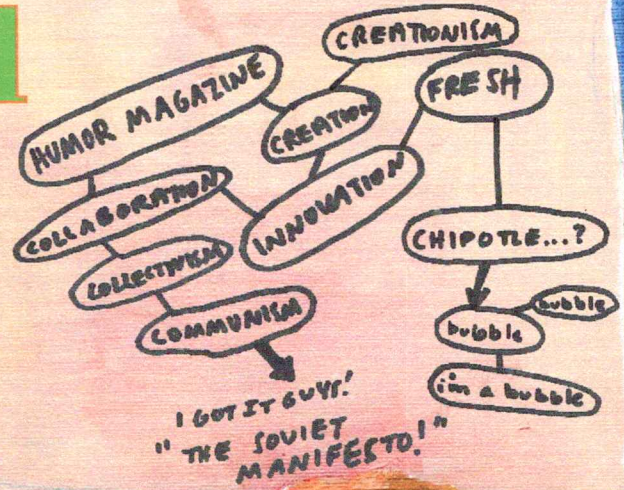 CREATIONISM
HUMOR MAGAZINE
FRESH
CREATION
COLLABORATION
INNOVATION
CHIPOTLE...?
COLLECTIVISM
bubble
COMMUNISM
bubble
i'm a bubble
I GOT IT GUYS!
"THE SOVIET
MANIFESTO!"